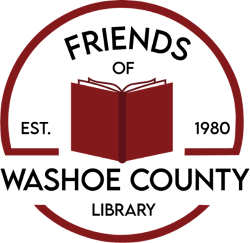 FRIENDS
OF
EST. 1980
WASHOE COUNTY
LIBRARY